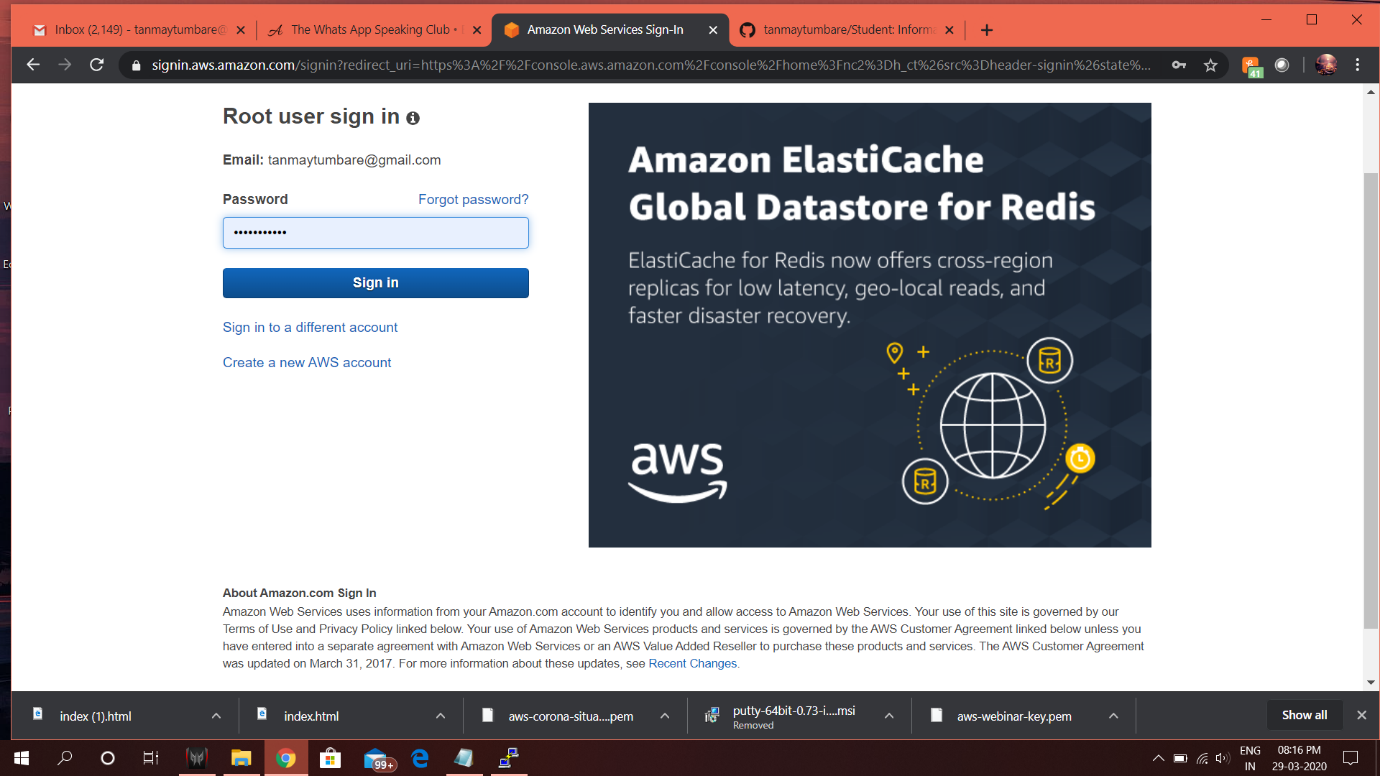 Inbox (2,149) - tanmaytumbare@
The Whats App Speaking Club •
Amazon Web Services Sign-In
tanmaytumbare/Student: Informa
signin.aws.amazon.com/signin?redirect_uri=https%3A%2F%2Fconsole.aws.amazon.com%2Fconsole%2Fhome%3Fnc2%3Dh_ct%26src%3Dheader-signin%26state%...
41
Root user sign in
Email: tanmaytumbare@gmail.com
Password
Forgot password?
Sign in
Sign in to a different account
Create a new AWS account
Amazon ElastiCache
Global Datastore for Redis
ElastiCache for Redis now offers cross-region
replicas for low latency, geo-local reads, and
faster disaster recovery.
R
R
aws
About Amazon.com Sign In
Amazon Web Services uses information from your Amazon.com account to identify you and allow access to Amazon Web Services. Your use of this site is governed by our
Terms of Use and Privacy Policy linked below. Your use of Amazon Web Services products and services is governed by the AWS Customer Agreement linked below unless you
have entered into a separate agreement with Amazon Web Services or an AWS Value Added Reseller to purchase these products and services. The AWS Customer Agreement
was updated on March 31, 2017. For more information about these updates, see Recent Changes.
index (1).html
index.html
aws-corona-situa....pem
putty-64bit-0.73-i....msi
Removed
aws-webinar-key.pem
Show all
99+
ENG
IN
08:16 PM
29-03-2020